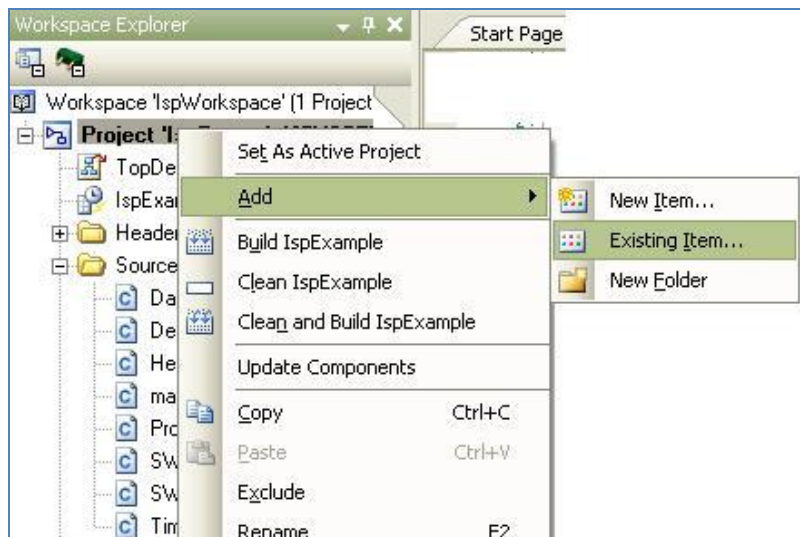 Workspace Explorer
Start Page
Workspace 'IspWorkspace' (1 Project
Project
Set As Active Project
Add
New Item...
Existing Item...
New Folder
Build IspExample
Clean IspExample
Clean and Build IspExample
Update Components
Copy Ctrl+C
Paste Ctrl+V
Exclude
Rename F2
TopDe
IspExa
Header
Source
Da
De
He
ma
Pro
SW
SW
Tim